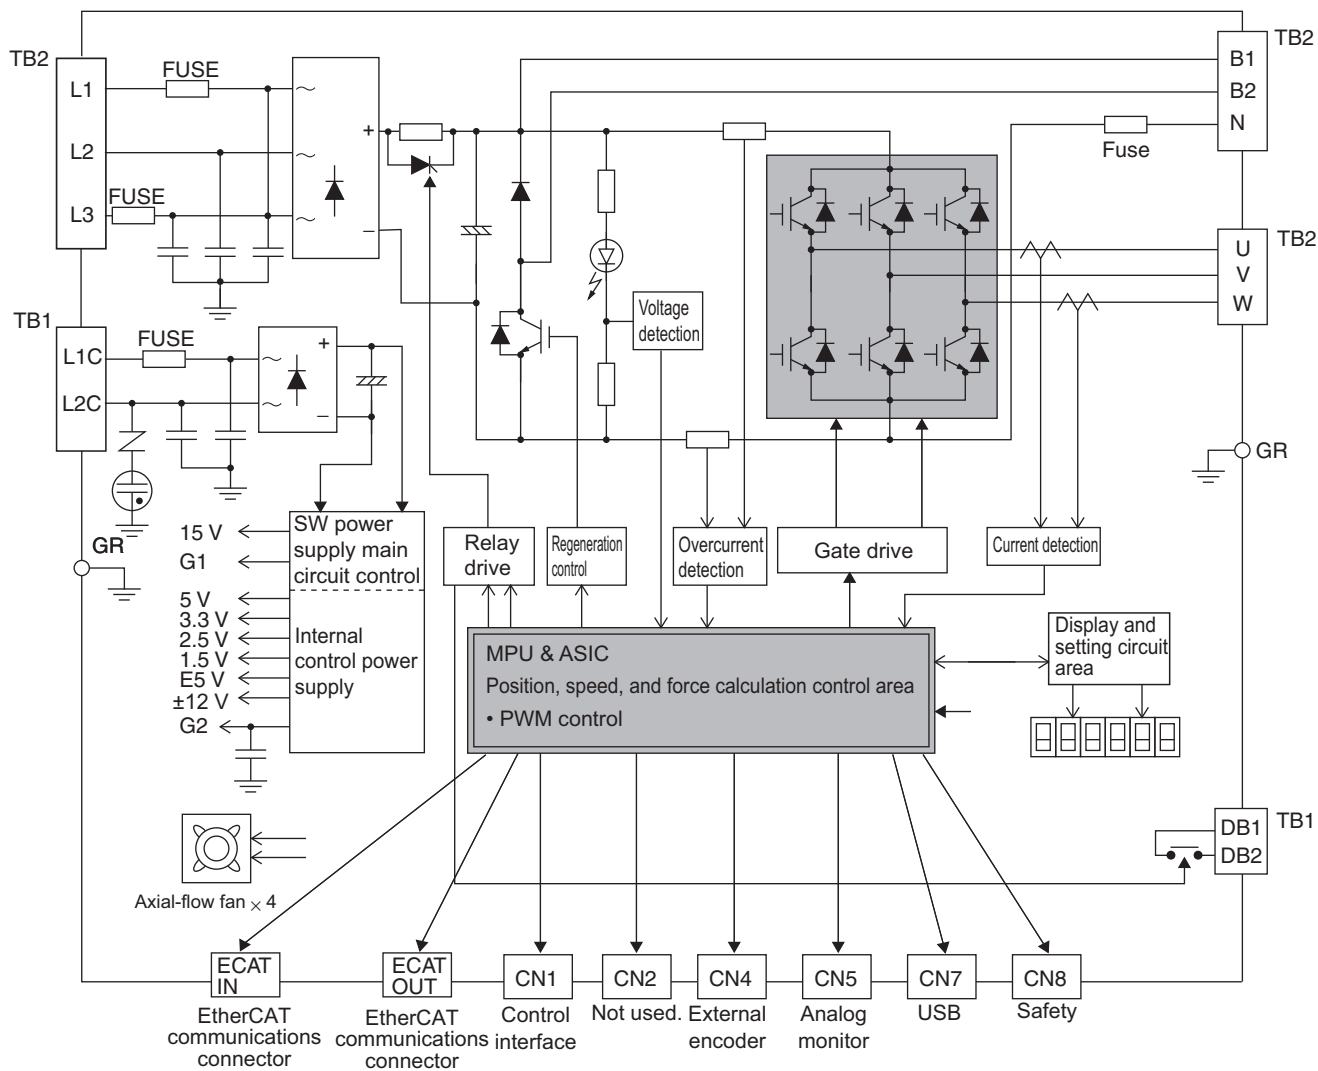 TB2
TB2
FUSE
L1
B1
B2
L2
N
Fuse
FUSE
L3
+
−
TB2
U
V
W
Voltage
detection
TB1
FUSE
L1C
L2C
+
−
GR
GR
15 V
G1
5 V
3.3 V
2.5 V
1.5 V
E5 V
±12 V
G2
SW power
supply main
circuit control
Internal
control power
supply
Relay
drive
Regeneration
control
Overcurrent
detection
Gate drive
Current detection
MPU & ASIC
Position, speed, and force calculation control area
• PWM control
Display and
setting circuit
area
TB1
DB1
DB2
Axial-flow fan × 4
ECAT
IN
EtherCAT
communications
connector
ECAT
OUT
EtherCAT
communications
connector
CN1
Control
interface
CN2
Not used.
CN4
External
encoder
CN5
Analog
monitor
CN7
USB
CN8
Safety